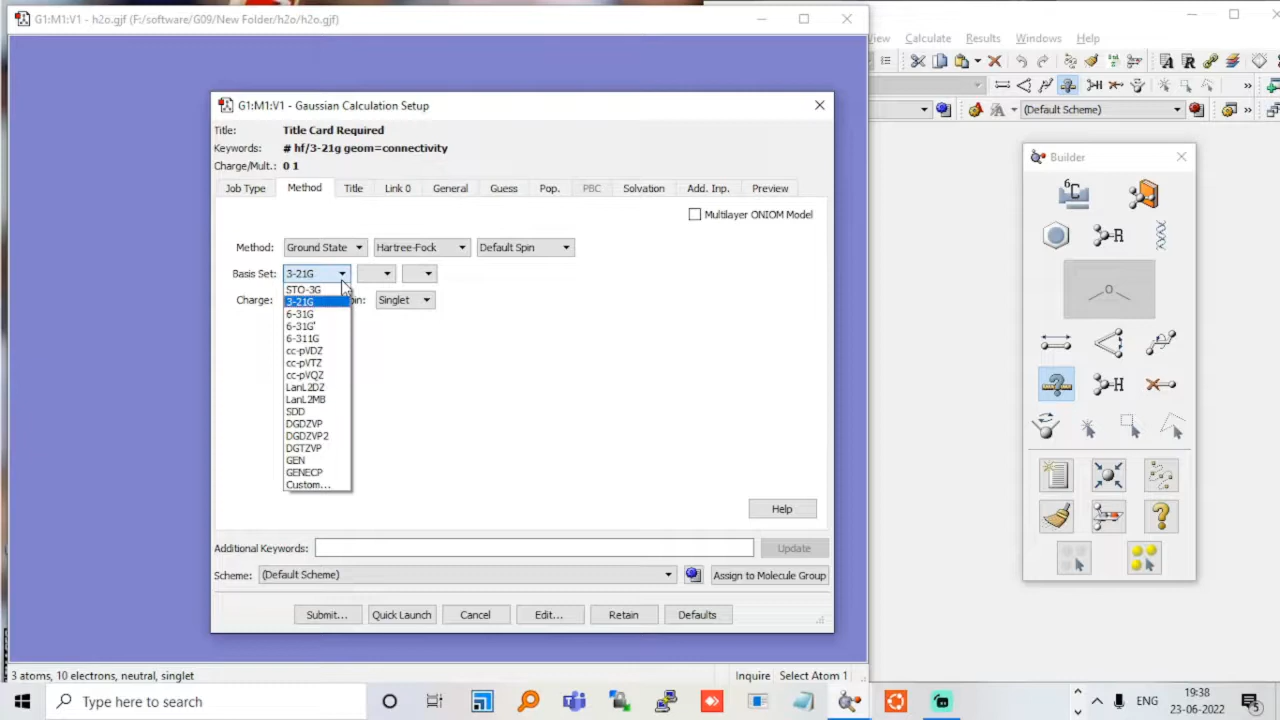 G1:M1:V1 - h2o.gjf (F:/software/G09/New Folder/h2o/h2o.gjf)
View Calculate Results Windows Help
(Default Scheme)
G1:M1:V1 - Gaussian Calculation Setup
Title: Title Card Required
Keywords: # hf/3-21g geom=connectivity
Charge/Mult.: 0 1
Job Type Method Title Link 0 General Guess Pop. PBC Solvation Add. Inp. Preview
Multilayer ONIOM Model
Method: Ground State Hartree-Fock Default Spin
Basis Set: 3-21G
Charge: Singlet
STO-3G
3-21G
6-31G
6-31G'
6-311G
cc-pVDZ
cc-pVTZ
cc-pVQZ
LanL2DZ
LanL2MB
SDD
DGDZVP
DGDZVP2
DGTZVP
GEN
GENECP
Custom...
Help
Additional Keywords: Update
Scheme: (Default Scheme) Assign to Molecule Group
Submit... Quick Launch Cancel Edit... Retain Defaults
Builder
6C
R
O
H
3 atoms, 10 electrons, neutral, singlet Inquire Select Atom 1
Type here to search
ENG
19:38
23-06-2022
5